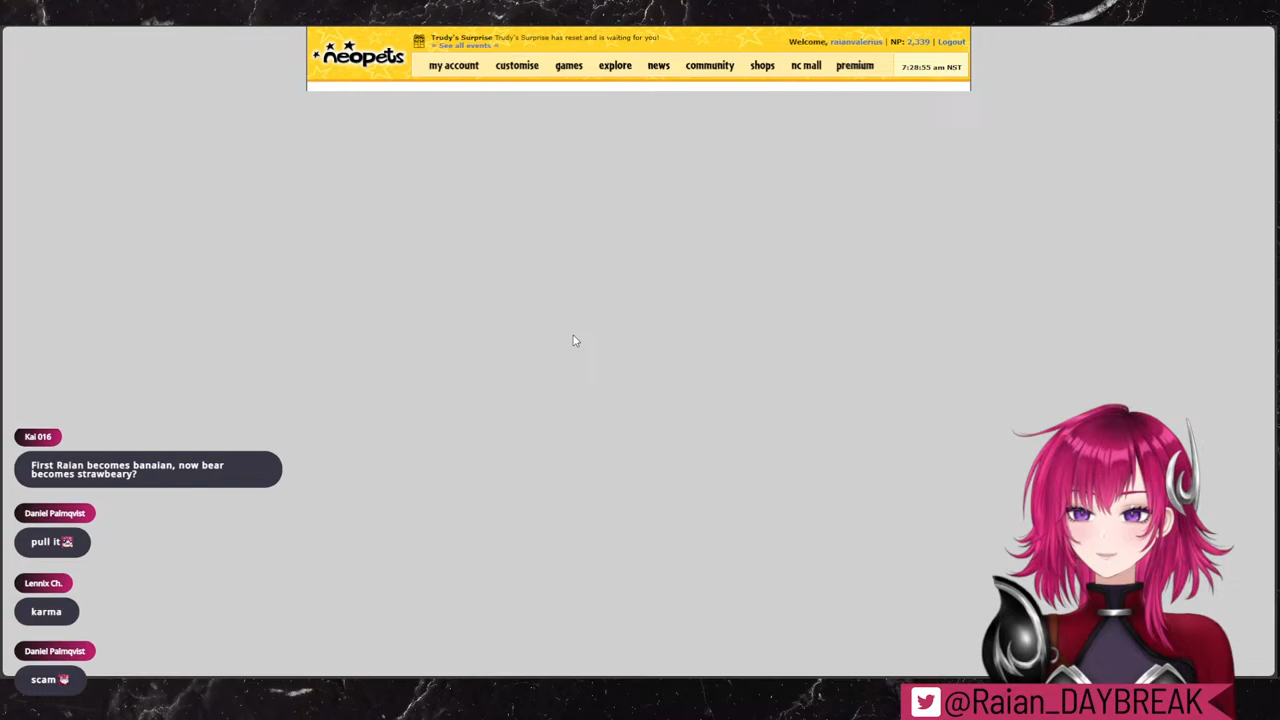 neopets
Trudy's Surprise Trudy's Surprise has reset and is waiting for you!
» See all events «
Welcome, raianvalerius | NP: 2,339 | Logout
my account customise games explore news community shops nc mall premium 7:28:55 am NST
Kai 016
First Raian becomes banaian, now bear
becomes strawbeary?
Daniel Palmqvist
pull it
Lennix Ch.
karma
Daniel Palmqvist
scam
@Raian_DAYBREAK